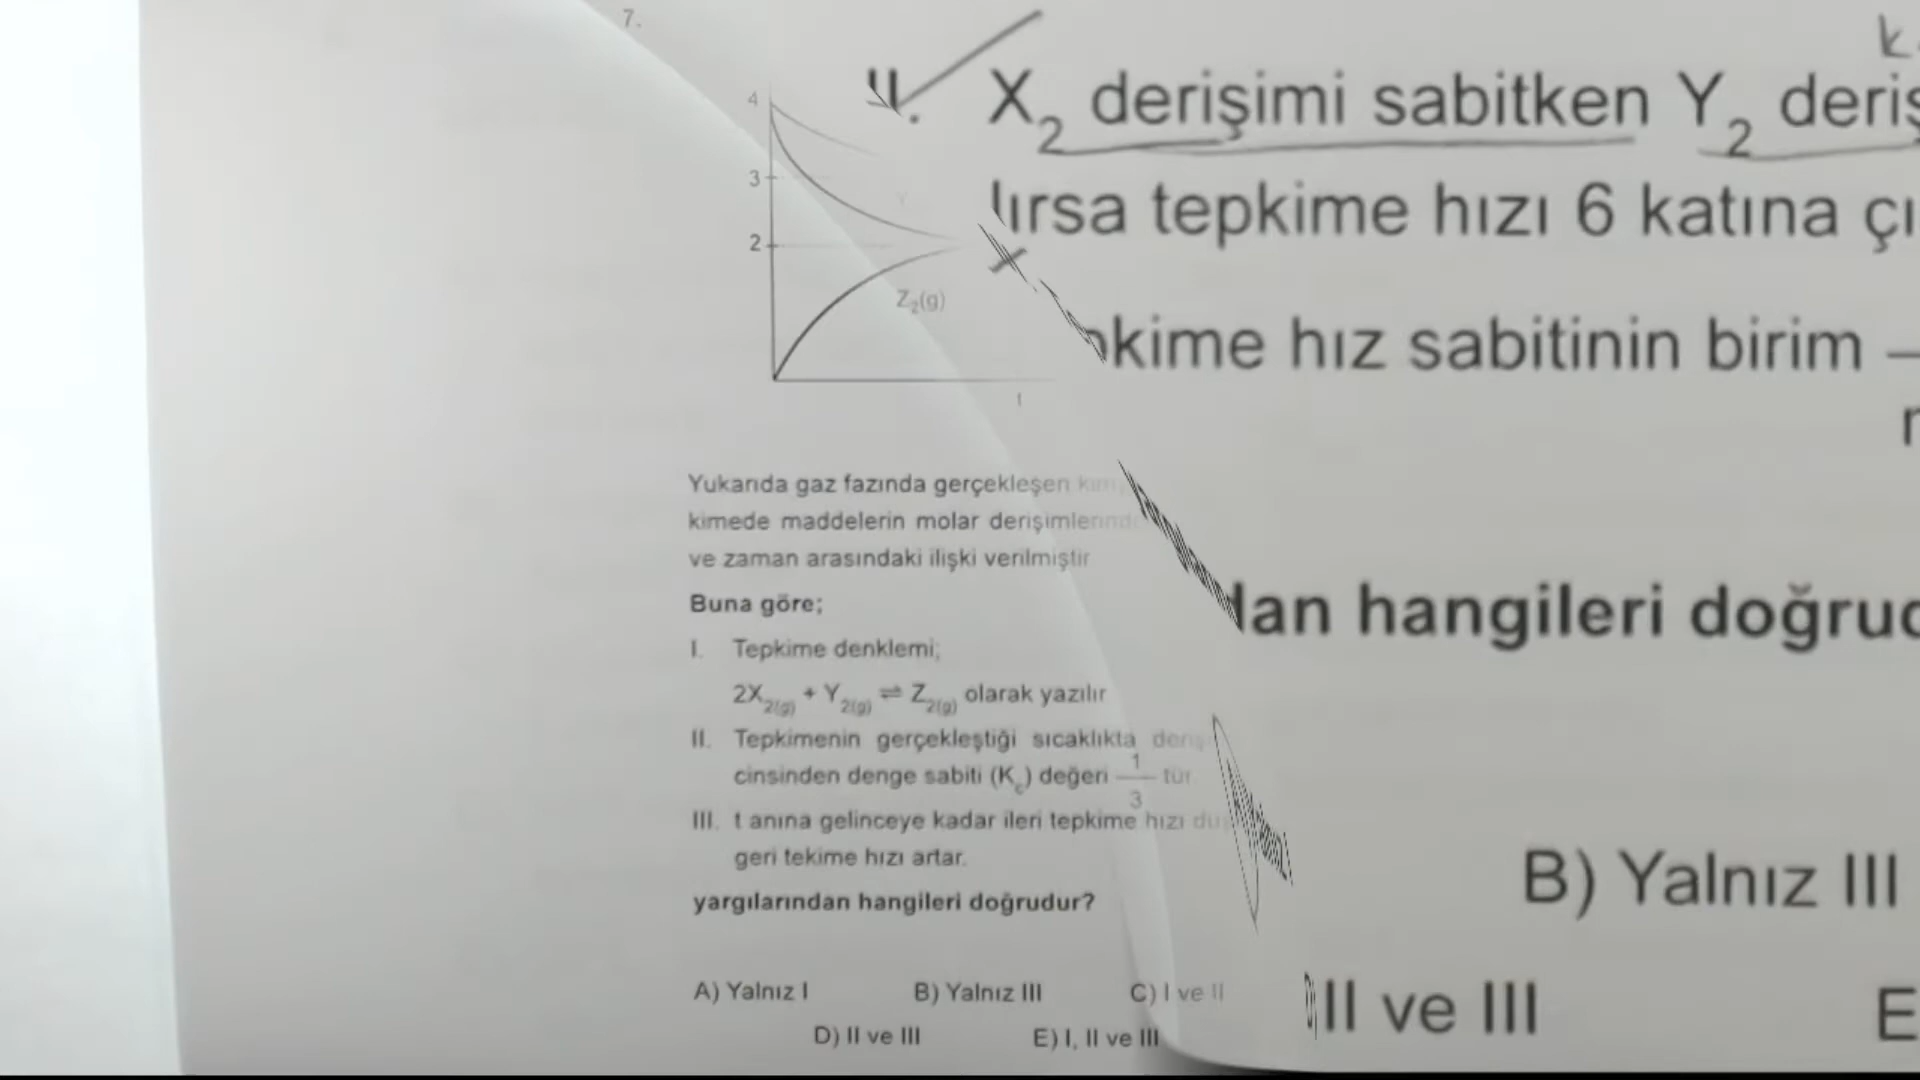 7.
4
3
2
Y
Z2(g)
t
Yukarıda gaz fazında gerçekleşen
kimede maddelerin molar derişimlerind
ve zaman arasındaki ilişki verilmiştir
Buna göre;
I. Tepkime denklemi;
2X2(g) + Y2(g) ⇌ Z2(g) olarak yazılır
II. Tepkimenin gerçekleştiği sıcaklıkta deriş
cinsinden denge sabiti (Kc) değeri 1/3 tür
III. t anına gelinceye kadar ileri tepkime hızı dü
geri tekime hızı artar.
yargılarından hangileri doğrudur?
A) Yalnız I B) Yalnız III C) I ve II
D) II ve III E) I, II ve III
X2 derişimi sabitken Y2 deriş
lırsa tepkime hızı 6 katına çı
kime hız sabitinin birim
dan hangileri doğru
B) Yalnız III
II ve III E